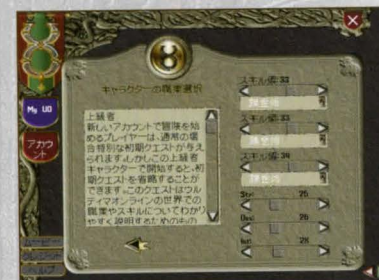 キャラクターの職業選択
My UO
アカウ
ント
上級者
新しいアカウントで冒険を始
めるプレイヤーは、通常の場
合特別な初期クエストが与え
られます。しかしこの上級者
キャラクターで開始すると、初
期クエストを省略することが
できます。このクエストはウル
ティマオンラインの世界での
職業やスキルについてわかり
やすく説明するためのもの
スキル値: 33
スキル値: 33
スキル値: 34
Str: 25
Dex:
Int: